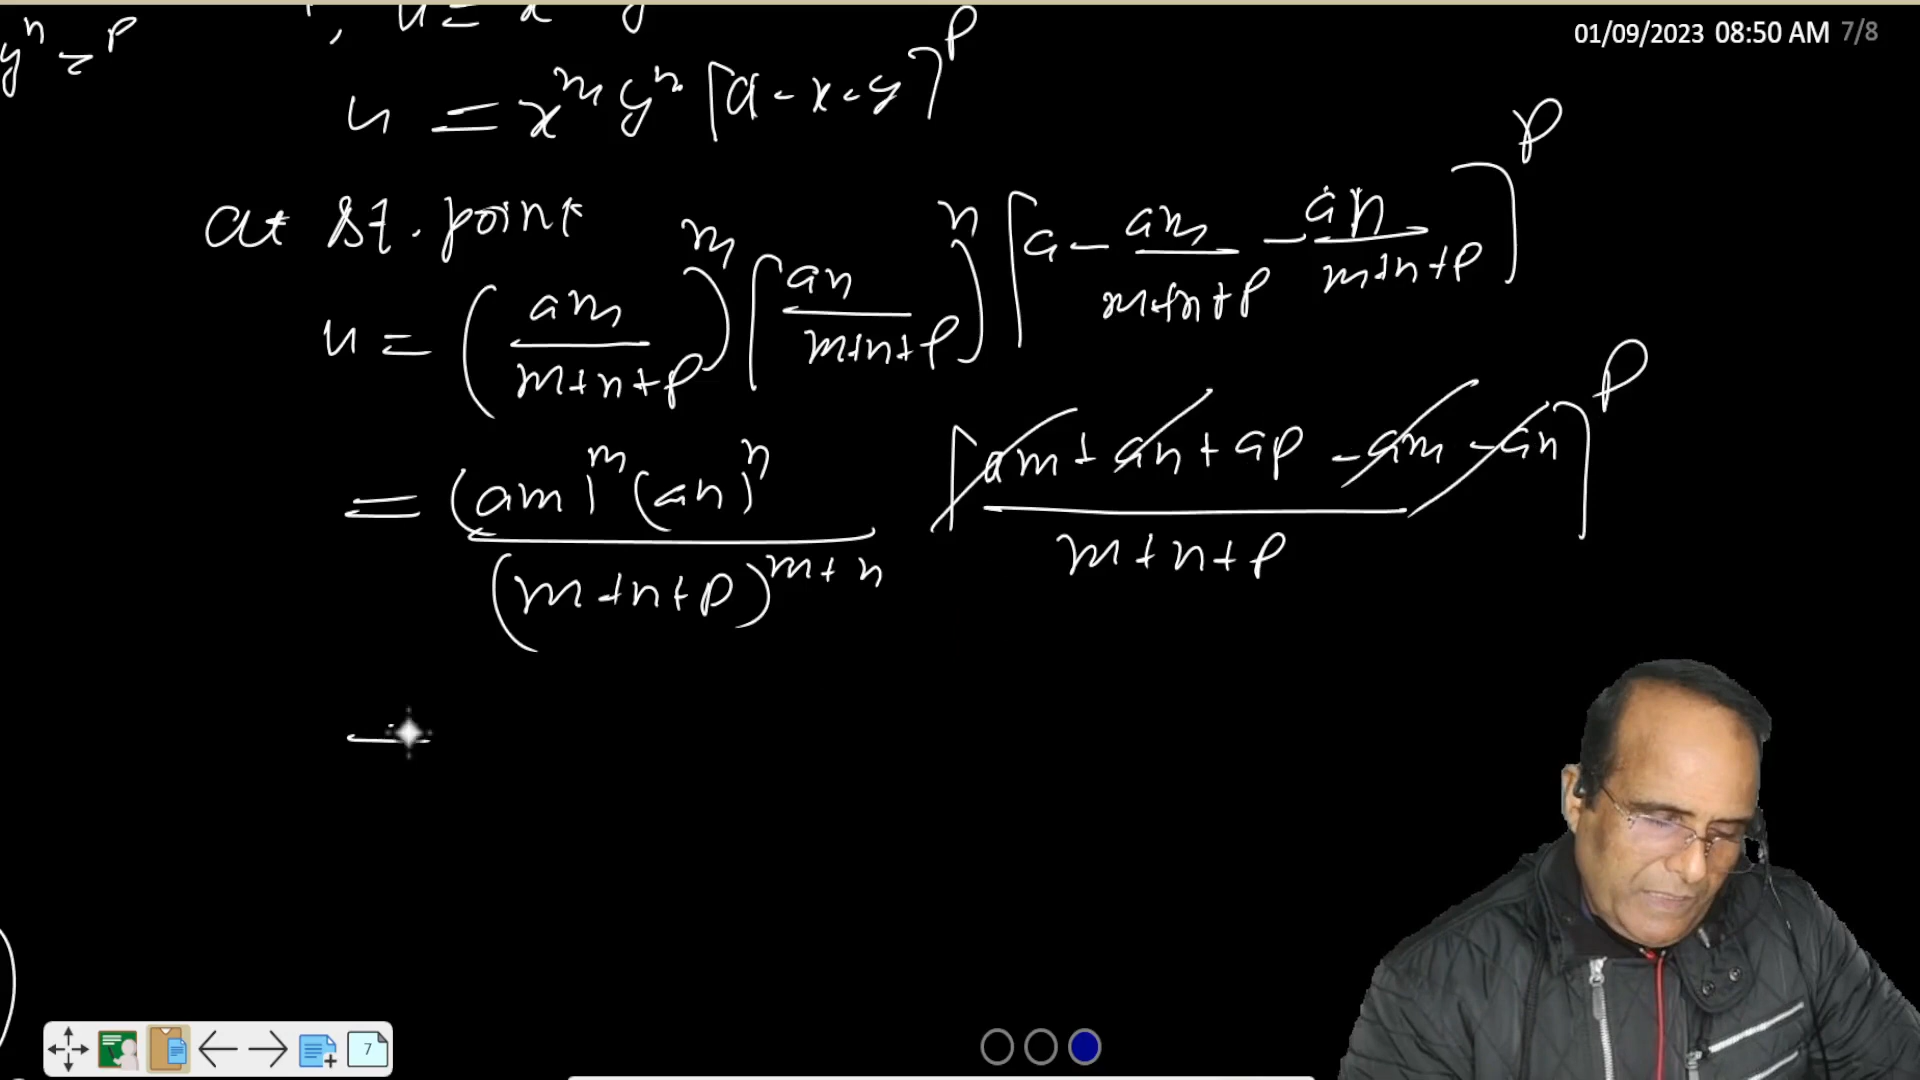 01/09/2023 08:50 AM 7/8
yⁿ z^p , u = x y
u = x^m y^n [a - x - y]^p
at st. point
u = (am/(m+n+p))^m [an/(m+n+p)]^n [a - am/(m+n+p) - an/(m+n+p)]^p
= (am)^m (an)^n / (m+n+p)^(m+n) [(am + an + ap - am - an)/(m+n+p)]^p
7